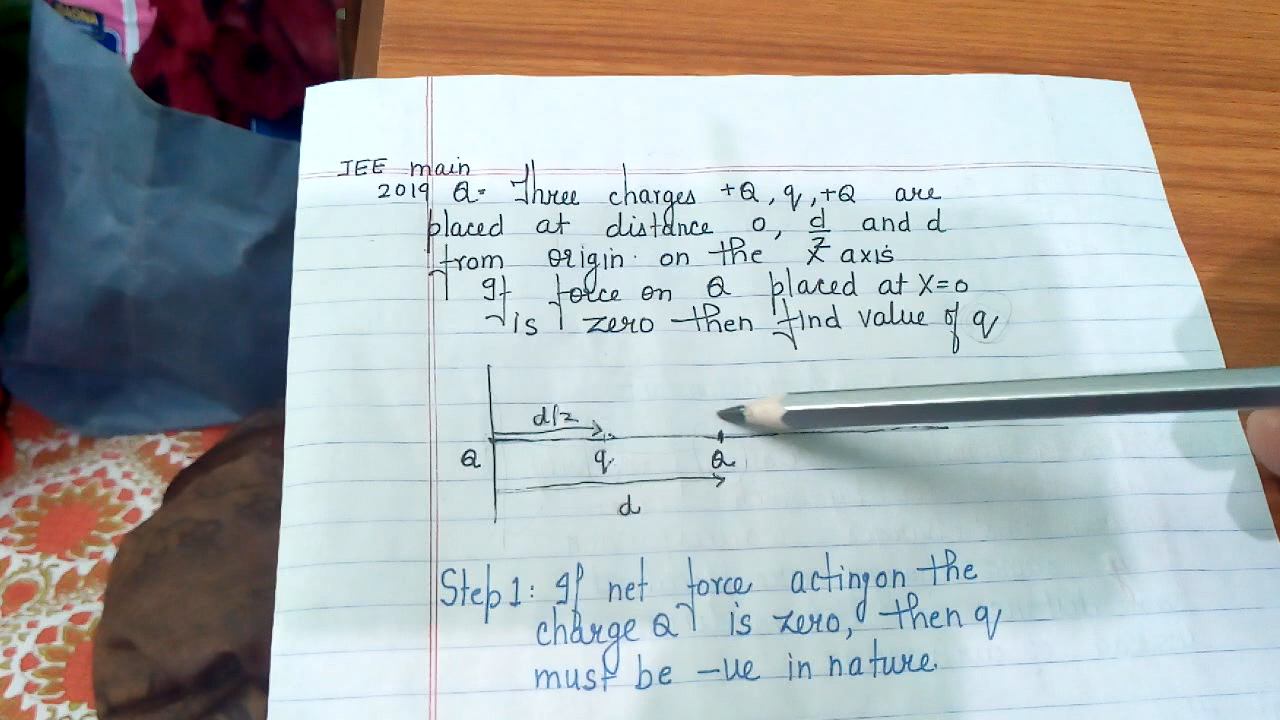 JEE main
2019 Q= Three charges +Q, q, +Q are
placed at distance 0, d/2 and d
from origin. on the X axis
If force on Q placed at X=0
is zero then find value of q
d/2
Q q Q
d
Step 1: If net force acting on the
charge Q is zero, then q
must be -ve in nature.